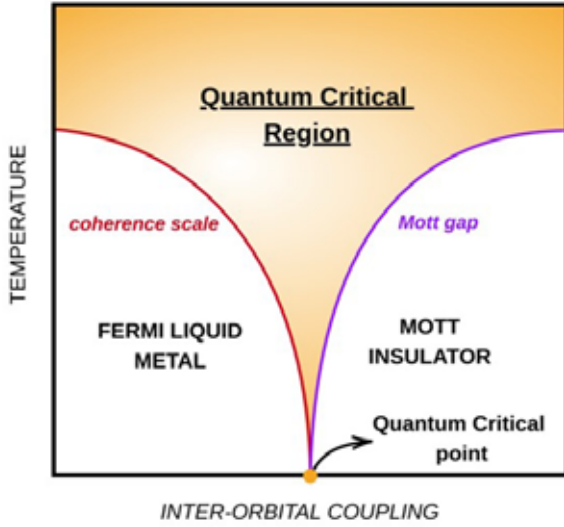 Quantum Critical
Region
TEMPERATURE
coherence scale
Mott gap
FERMI LIQUID
METAL
MOTT
INSULATOR
Quantum Critical
point
INTER-ORBITAL COUPLING